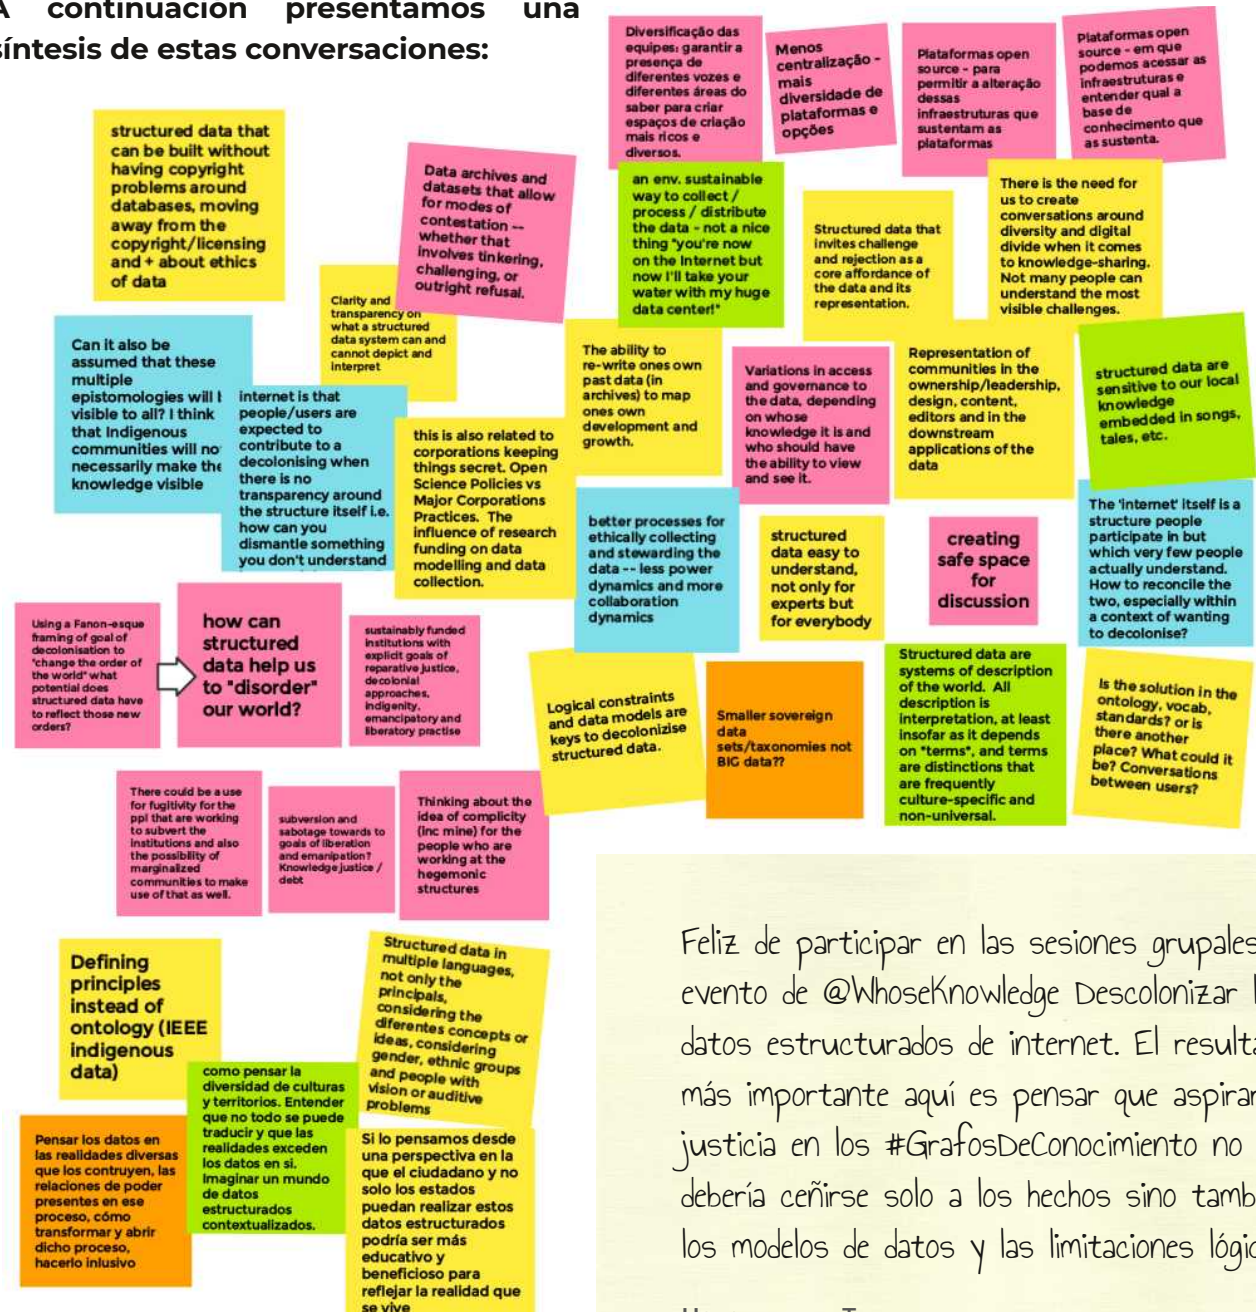 A continuación presentamos una
síntesis de estas conversaciones:
Diversificação das
equipes: garantir a
presença de
diferentes vozes e
diferentes áreas do
saber para criar
espaços de criação
mais ricos e
diversos.
Menos
centralização -
mais
diversidade de
plataformas e
opções
Plataformas open
source - para
permitir a alteração
dessas
infraestruturas que
sustentam as
plataformas
Plataformas open
source - em que
podemos acessar as
infraestruturas e
entender qual a
base de
conhecimento que
as sustenta.
structured data that
can be built without
having copyright
problems around
databases, moving
away from the
copyright/licensing
and + about ethics
of data
Data archives and
datasets that allow
for modes of
contestation --
whether that
involves tinkering,
challenging, or
outright refusal.
an env. sustainable
way to collect /
process / distribute
the data - not a nice
thing "you're now
on the Internet but
now I'll take your
water with my huge
data center!"
Structured data that
invites challenge
and rejection as a
core affordance of
the data and its
representation.
There is the need for
us to create
conversations around
diversity and digital
divide when it comes
to knowledge-sharing.
Not many people can
understand the most
visible challenges.
Clarity and
transparency on
what a structured
data system can and
cannot depict and
interpret
Can it also be
assumed that these
multiple
epistomologies will
visible to all? I think
that Indigenous
communities will no
necessarily make the
knowledge visible
internet is that
people/users are
expected to
contribute to a
decolonising when
there is no
transparency around
the structure itself i.e.
how can you
dismantle something
you don't understand
this is also related to
corporations keeping
things secret. Open
Science Policies vs
Major Corporations
Practices. The
influence of research
funding on data
modelling and data
collection.
The ability to
re-write ones own
past data (in
archives) to map
ones own
development and
growth.
Variations in access
and governance to
the data, depending
on whose
knowledge it is and
who should have
the ability to view
and see it.
Representation of
communities in the
ownership/leadership,
design, content,
editors and in the
downstream
applications of the
data
structured data are
sensitive to our local
knowledge
embedded in songs,
tales, etc.
better processes for
ethically collecting
and stewarding the
data -- less power
dynamics and more
collaboration
dynamics
structured
data easy to
understand,
not only for
experts but
for everybody
creating
safe space
for
discussion
The 'internet' itself is a
structure people
participate in but
which very few people
actually understand.
How to reconcile the
two, especially within
a context of wanting
to decolonise?
Using a Fanon-esque
framing of goal of
decolonisation to
"change the order of
the world" what
potential does
structured data have
to reflect those new
orders?
how can
structured
data help us
to "disorder"
our world?
sustainably funded
institutions with
explicit goals of
reparative justice,
decolonial
approaches,
indigenity,
emancipatory and
liberatory practise
Logical constraints
and data models are
keys to decolonizise
structured data.
Smaller sovereign
data
sets/taxonomies not
BIG data??
Structured data are
systems of description
of the world. All
description is
interpretation, at least
insofar as it depends
on "terms", and terms
are distinctions that
are frequently
culture-specific and
non-universal.
Is the solution in the
ontology, vocab,
standards? or is
there another
place? What could it
be? Conversations
between users?
There could be a use
for fugitivity for the
ppl that are working
to subvert the
institutions and also
the possibility of
marginalized
communities to make
use of that as well.
subversion and
sabotage towards to
goals of liberation
and emanipation?
Knowledge justice /
debt
Thinking about the
idea of complicity
(inc mine) for the
people who are
working at the
hegemonic
structures
Defining
principles
instead of
ontology (IEEE
indigenous
data)
Structured data in
multiple languages,
not only the
principals,
considering the
diferentes concepts or
ideas, considering
gender, ethnic groups
and people with
vision or auditive
problems
como pensar la
diversidad de culturas
y territorios. Entender
que no todo se puede
traducir y que las
realidades exceden
los datos en si.
Imaginar un mundo
de datos
estructurados
contextualizados.
Pensar los datos en
las realidades diversas
que los contruyen, las
relaciones de poder
presentes en ese
proceso, cómo
transformar y abrir
dicho proceso,
hacerlo inlusivo
Si lo pensamos desde
una perspectiva en la
que el ciudadano y no
solo los estados
puedan realizar estos
datos estructurados
podría ser más
educativo y
beneficioso para
reflejar la realidad que
se vive
Feliz de participar en las sesiones grupales
evento de @WhoseKnowledge Descolonizar l
datos estructurados de internet. El resulta
más importante aquí es pensar que aspirar
justicia en los #GrafosDeConocimiento no
debería ceñirse solo a los hechos sino tamb
los modelos de datos y las limitaciones lógic